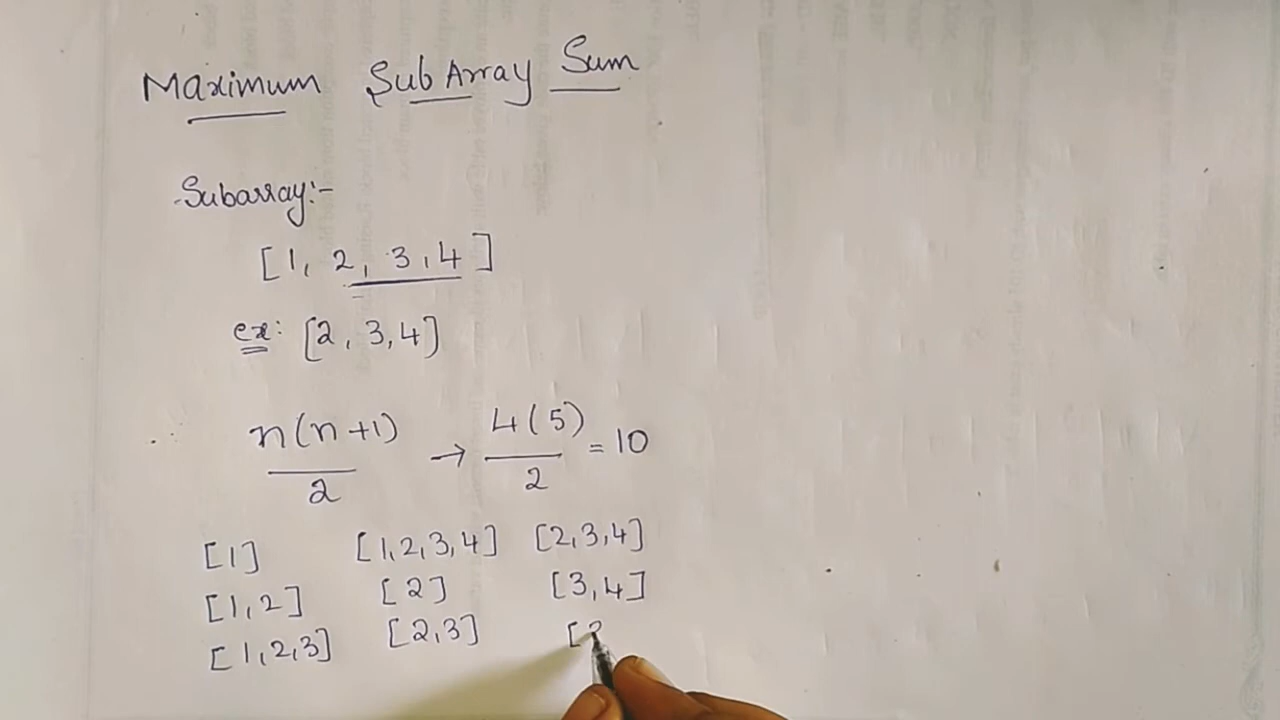 Maximum SubArray Sum
Subarray:-
[1, 2, 3, 4]
ex: [2, 3, 4]
n(n+1)/2 → 4(5)/2 = 10
[1] [1,2,3,4] [2,3,4]
[1,2] [2] [3,4]
[1,2,3] [2,3] [